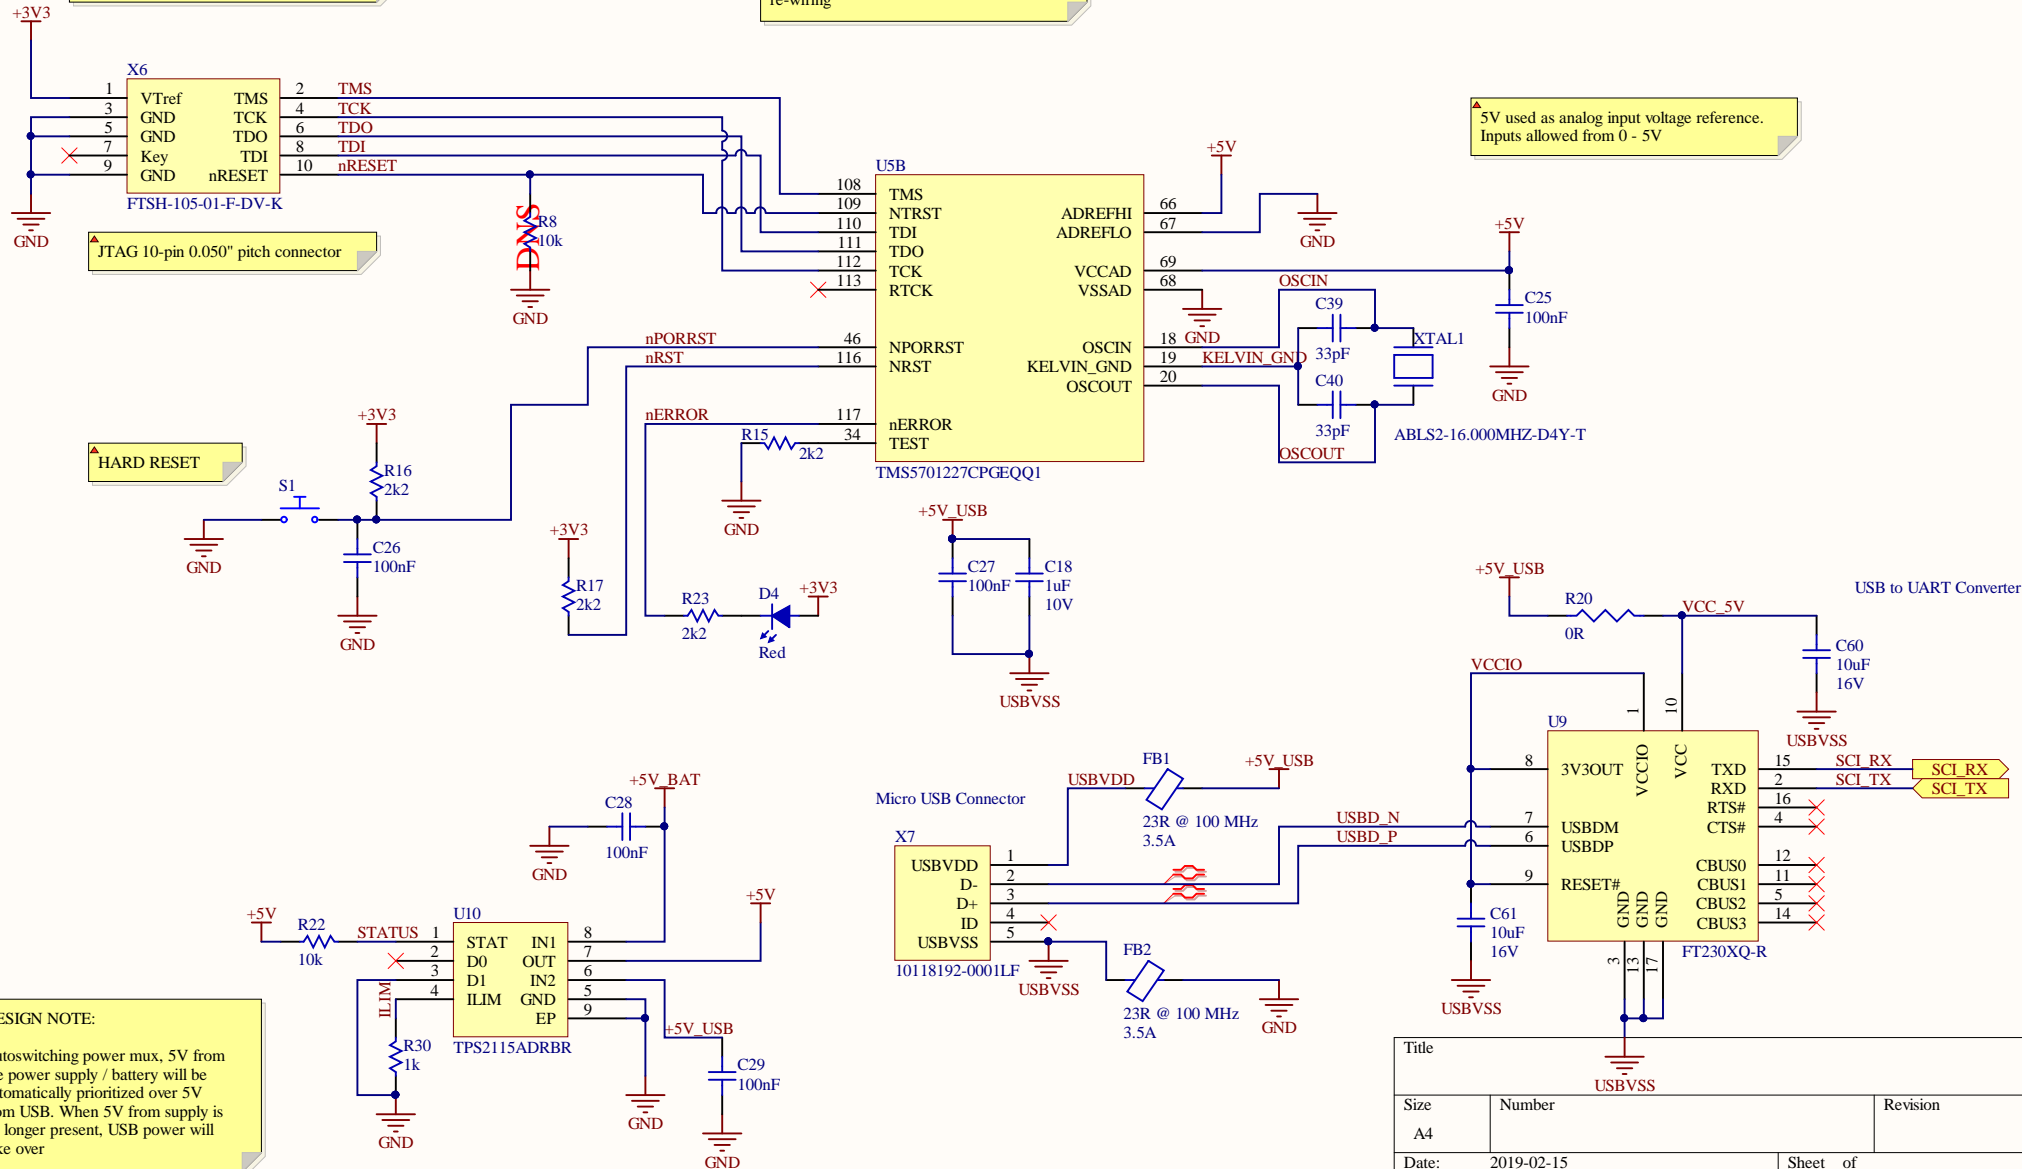 re-wiring
+3V3
X6
1 VTref TMS 2 TMS
3 GND TCK 4 TCK
5 GND TDO 6 TDO
7 Key TDI 8 TDI
9 GND nRESET 10 nRESET
FTSH-105-01-F-DV-K
GND
JTAG 10-pin 0.050" pitch connector
DNS
R8
10k
GND
5V used as analog input voltage reference.
Inputs allowed from 0 - 5V
U5B
108 TMS
109 NTRST
110 TDI
111 TDO
112 TCK
113 RTCK
nPORRST 46 NPORRST
nRST 116 NRST
nERROR 117 nERROR
34 TEST
ADREFHI 66
ADREFLO 67
VCCAD 69
VSSAD 68
OSCIN 18
KELVIN_GND 19 KELVIN_GND
OSCOUT 20
TMS5701227CPGEQQ1
+5V
GND
+5V
C25
100nF
GND
GND
OSCIN
C39
33pF
C40
33pF
OSCOUT
XTAL1
ABLS2-16.000MHZ-D4Y-T
R15
2k2
GND
HARD RESET
+3V3
R16
2k2
S1
GND
C26
100nF
GND
+3V3
R17
2k2
R23
2k2
D4
Red
+3V3
+5V_USB
C27
100nF
C18
1uF
10V
USBVSS
USB to UART Converter
+5V_USB
R20
0R
VCC_5V
C60
10uF
16V
USBVSS
VCCIO
U9
1 VCCIO
10 VCC
8 3V3OUT
7 USBDM
6 USBDP
9 RESET#
TXD 15 SCI_RX SCI_RX
RXD 2 SCI_TX SCI_TX
RTS# 16
CTS# 4
CBUS0 12
CBUS1 11
CBUS2 5
CBUS3 14
GND 3
GND 13
GND 17
FT230XQ-R
C61
10uF
16V
USBVSS
USBVSS
Micro USB Connector
X7
USBVDD 1
D- 2
D+ 3
ID 4
USBVSS 5
10118192-0001LF
USBVDD
FB1
23R @ 100 MHz
3.5A
+5V_USB
USBD_N
USBD_P
USBVSS
FB2
23R @ 100 MHz
3.5A
GND
+5V_BAT
C28
100nF
GND
+5V
R22
10k
STATUS
U10
1 STAT IN1 8
2 D0 OUT 7
3 D1 IN2 6
4 ILIM GND 5
EP 9
TPS2115ADRBR
+5V
ILIM
R30
1k
GND
GND
+5V_USB
C29
100nF
GND
ESIGN NOTE:
utoswitching power mux, 5V from
e power supply / battery will be
tomatically prioritized over 5V
om USB. When 5V from supply is
longer present, USB power will
ke over
Title
Size Number Revision
A4
Date: 2019-02-15 Sheet of